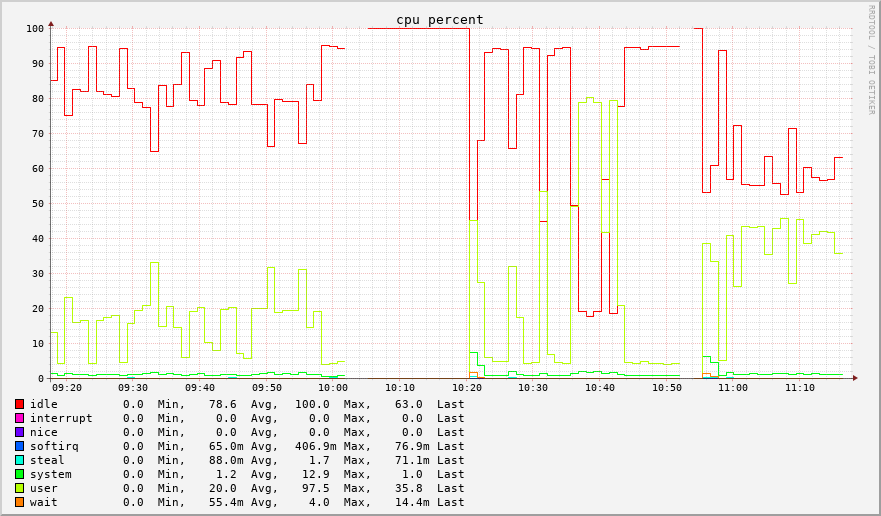 cpu percent
RRDTOOL / TOBI OETIKER
100
90
80
70
60
50
40
30
20
10
0
09:20 09:30 09:40 09:50 10:00 10:10 10:20 10:30 10:40 10:50 11:00 11:10
idle 0.0 Min, 78.6 Avg, 100.0 Max, 63.0 Last
interrupt 0.0 Min, 0.0 Avg, 0.0 Max, 0.0 Last
nice 0.0 Min, 0.0 Avg, 0.0 Max, 0.0 Last
softirq 0.0 Min, 65.0m Avg, 406.9m Max, 76.9m Last
steal 0.0 Min, 88.0m Avg, 1.7 Max, 71.1m Last
system 0.0 Min, 1.2 Avg, 12.9 Max, 1.0 Last
user 0.0 Min, 20.0 Avg, 97.5 Max, 35.8 Last
wait 0.0 Min, 55.4m Avg, 4.0 Max, 14.4m Last